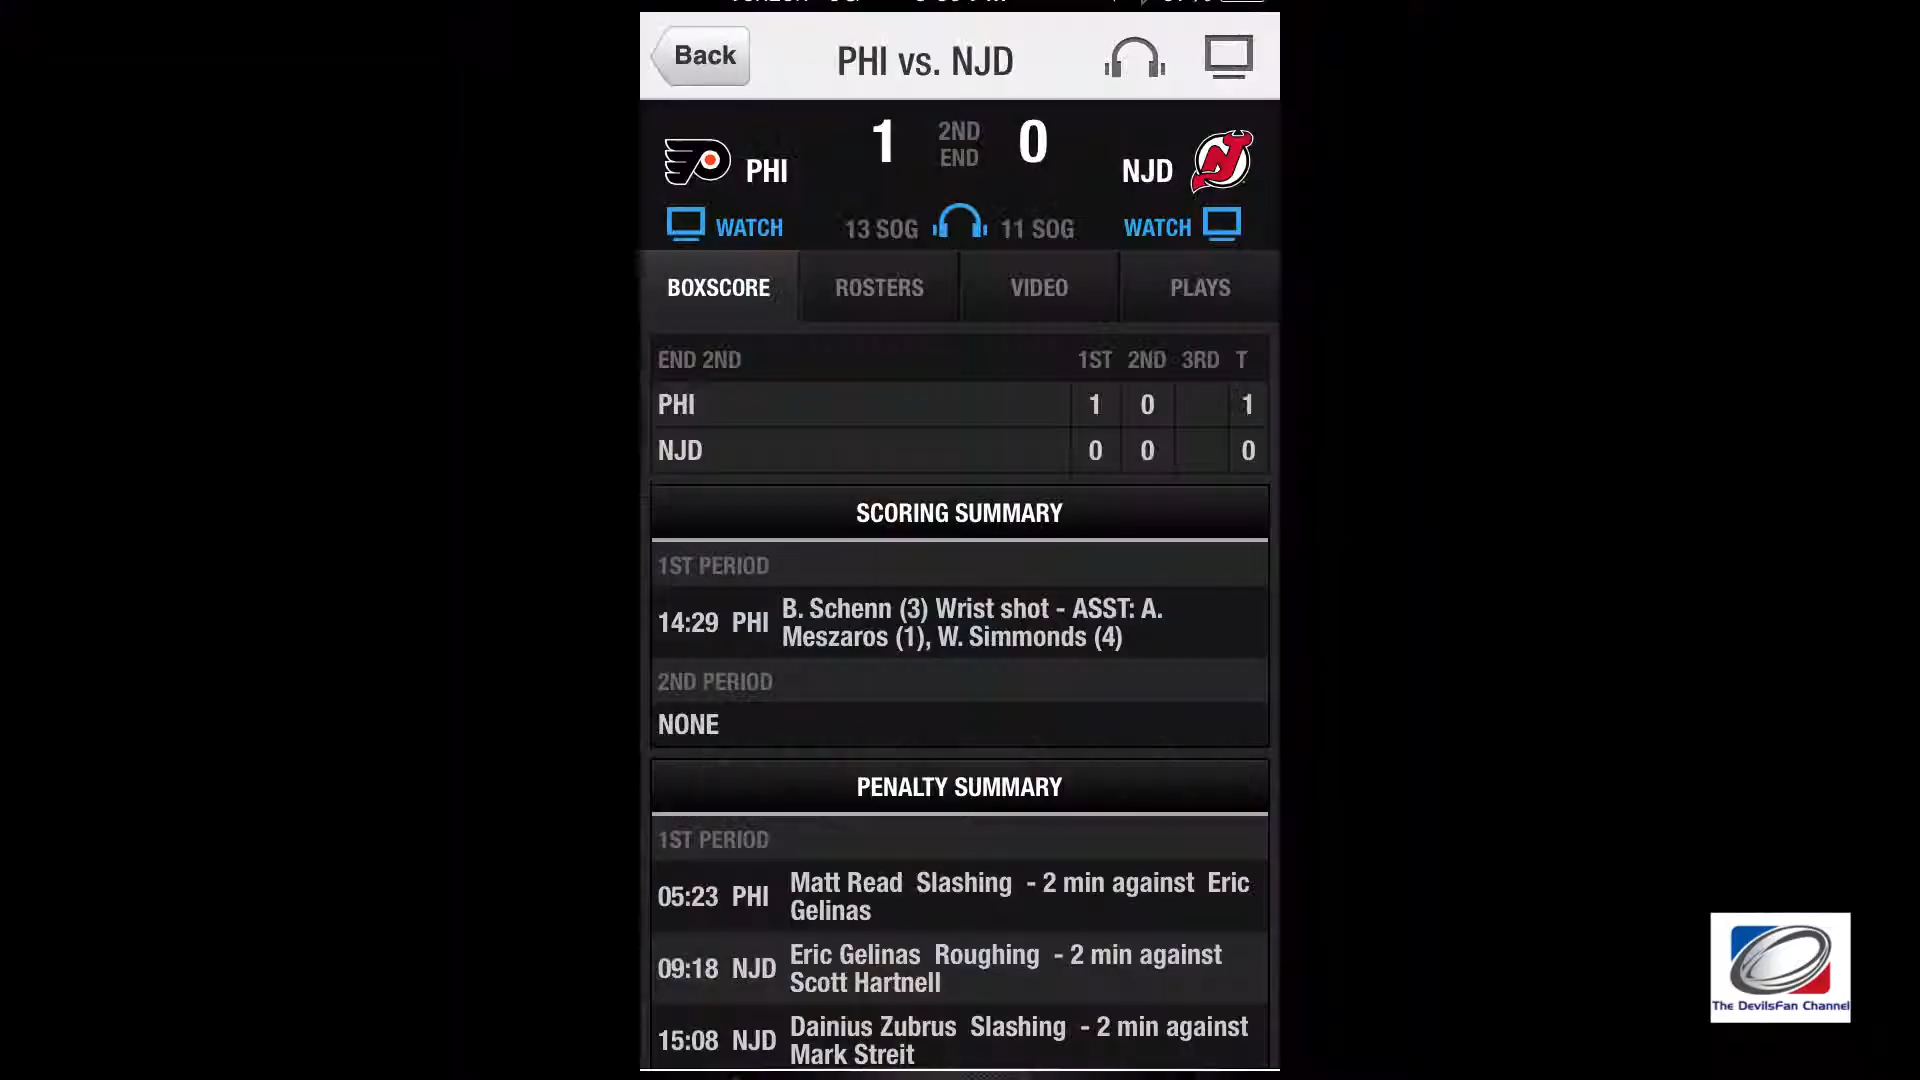 Back
PHI vs. NJD
1 2ND 0
END
PHI
NJD
WATCH 13 SOG 11 SOG WATCH
BOXSCORE ROSTERS VIDEO PLAYS
END 2ND 1ST 2ND 3RD T
PHI 1 0 1
NJD 0 0 0
SCORING SUMMARY
1ST PERIOD
14:29 PHI B. Schenn (3) Wrist shot - ASST: A.
Meszaros (1), W. Simmonds (4)
2ND PERIOD
NONE
PENALTY SUMMARY
1ST PERIOD
05:23 PHI Matt Read Slashing - 2 min against Eric
Gelinas
09:18 NJD Eric Gelinas Roughing - 2 min against
Scott Hartnell
15:08 NJD Dainius Zubrus Slashing - 2 min against
Mark Streit
The DevilsFan Channel